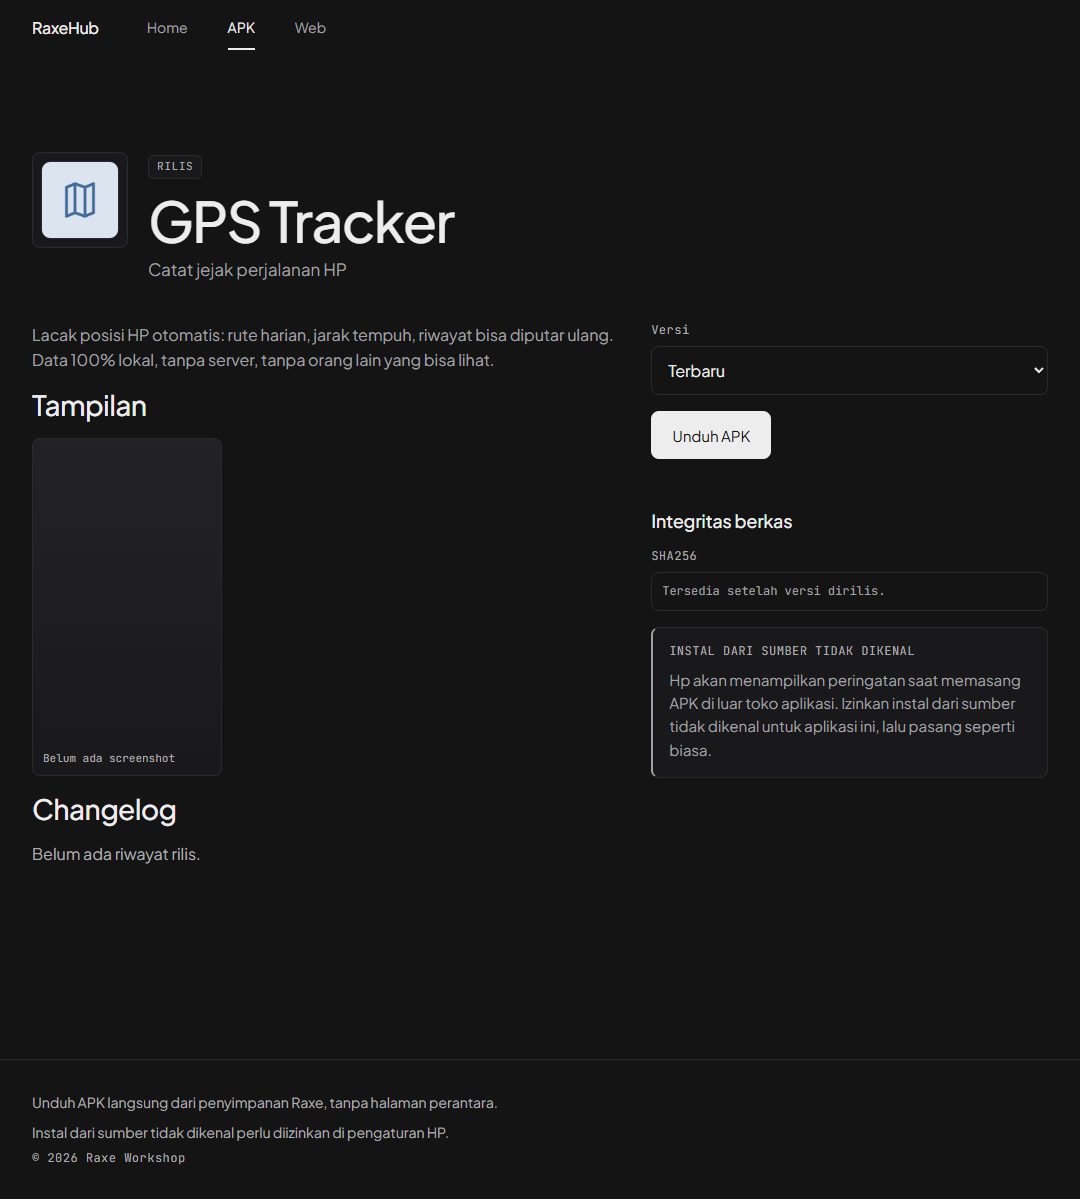 RaxeHub Home APK Web
RILIS
GPS Tracker
Catat jejak perjalanan HP
Lacak posisi HP otomatis: rute harian, jarak tempuh, riwayat bisa diputar ulang.
Data 100% lokal, tanpa server, tanpa orang lain yang bisa lihat.
Tampilan
Belum ada screenshot
Changelog
Belum ada riwayat rilis.
Versi
Terbaru
Unduh APK
Integritas berkas
SHA256
Tersedia setelah versi dirilis.
INSTAL DARI SUMBER TIDAK DIKENAL
Hp akan menampilkan peringatan saat memasang
APK di luar toko aplikasi. Izinkan instal dari sumber
tidak dikenal untuk aplikasi ini, lalu pasang seperti
biasa.
Unduh APK langsung dari penyimpanan Raxe, tanpa halaman perantara.
Instal dari sumber tidak dikenal perlu diizinkan di pengaturan HP.
© 2026 Raxe Workshop